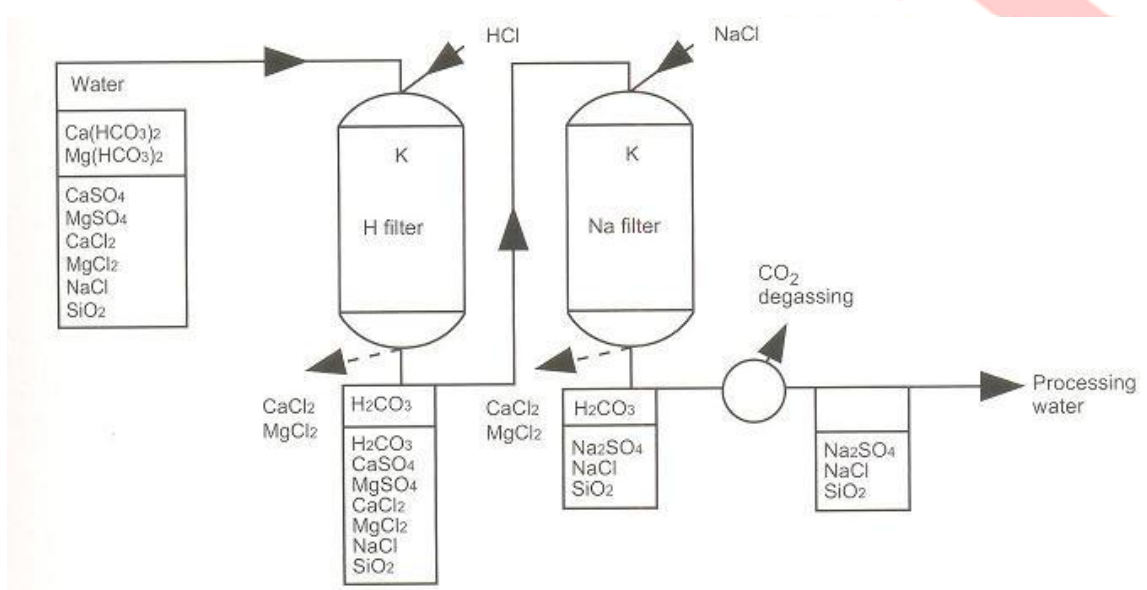 HCl
NaCl
Water
Ca(HCO3)2
Mg(HCO3)2
CaSO4
MgSO4
CaCl2
MgCl2
NaCl
SiO2
K
H filter
K
Na filter
CO2
degassing
CaCl2
MgCl2
H2CO3
H2CO3
CaSO4
MgSO4
CaCl2
MgCl2
NaCl
SiO2
CaCl2
MgCl2
H2CO3
Na2SO4
NaCl
SiO2
Na2SO4
NaCl
SiO2
Processing
water